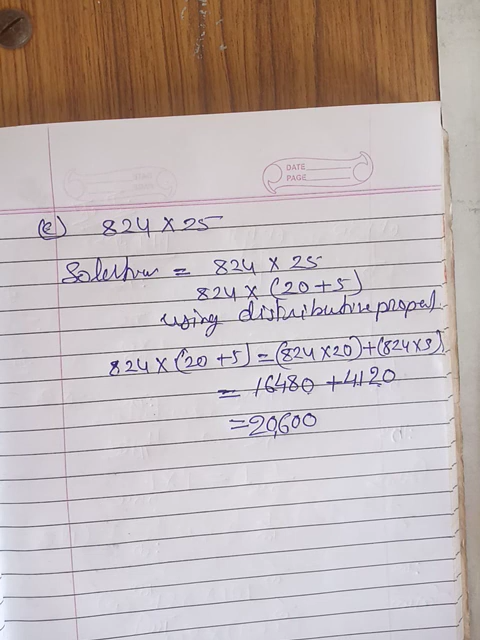 DATE
PAGE
(e) 824 × 25
Solution = 824 × 25
824 × (20 + 5)
using distributive propert
824 × (20 + 5) = (824 × 20) + (824 × 5)
= 16480 + 4120
= 20,600